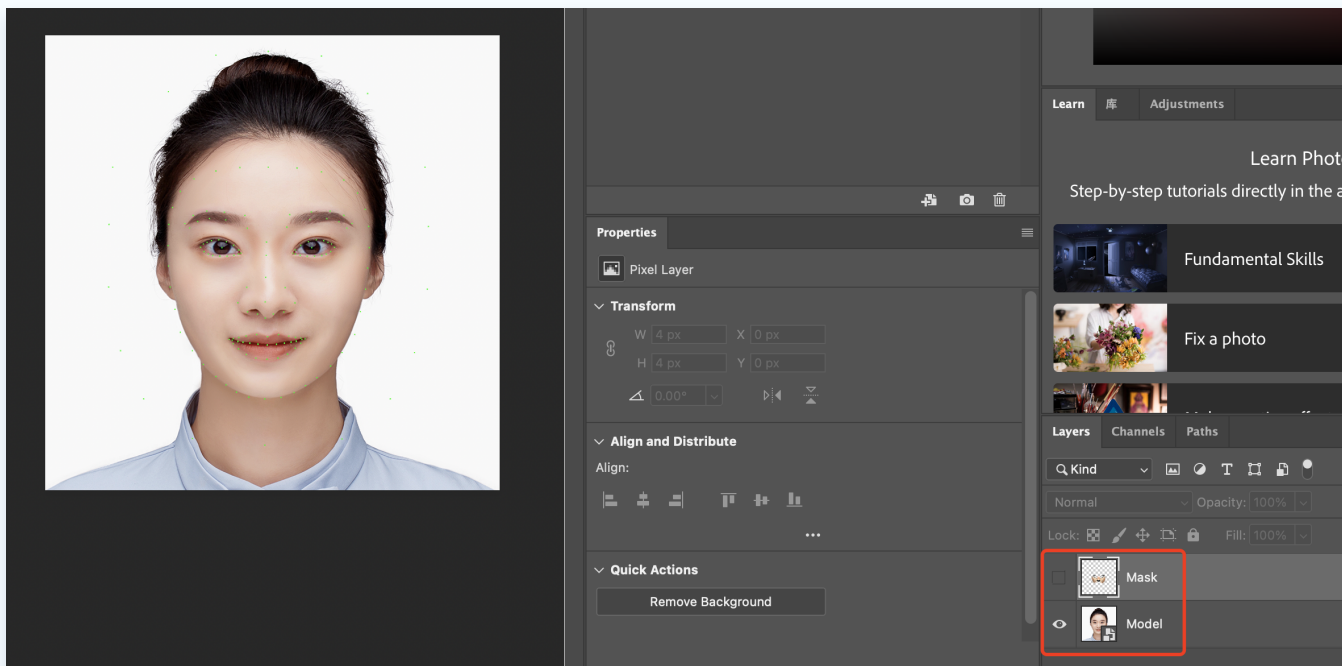 Learn 库 Adjustments
Learn Phot
Step-by-step tutorials directly in the a
Fundamental Skills
Fix a photo
Properties
Pixel Layer
Transform
W 4 px X 0 px
H 4 px Y 0 px
0.00°
Align and Distribute
Align:
Quick Actions
Remove Background
Layers Channels Paths
Kind
Normal Opacity: 100%
Lock: Fill: 100%
Mask
Model